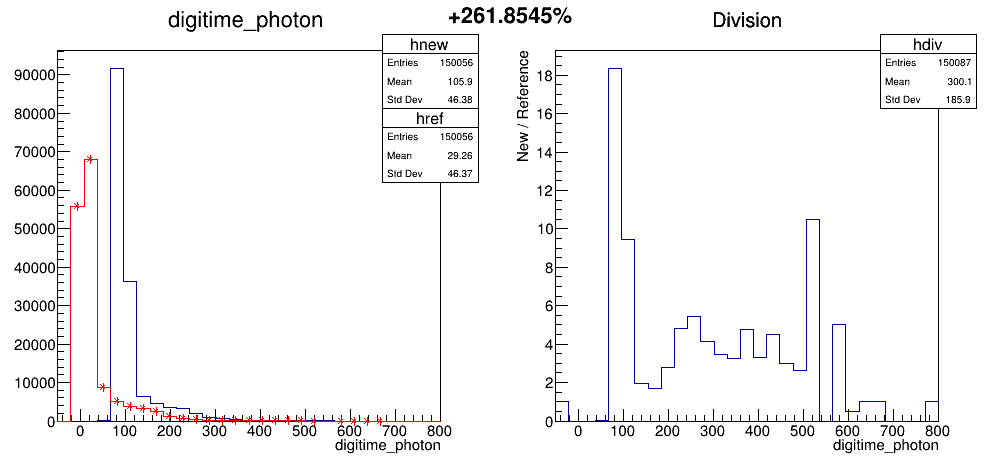 +261.8545%
digitime_photon
hnew
Entries 150056
Mean 105.9
Std Dev 46.38
href
Entries 150056
Mean 29.26
Std Dev 46.37
90000
80000
70000
60000
50000
40000
30000
20000
10000
0
0 100 200 300 400 500 600 700 800
digitime_photon
Division
hdiv
Entries 150087
Mean 300.1
Std Dev 185.9
New / Reference
18
16
14
12
10
8
6
4
2
0
0 100 200 300 400 500 600 700 800
digitime_photon